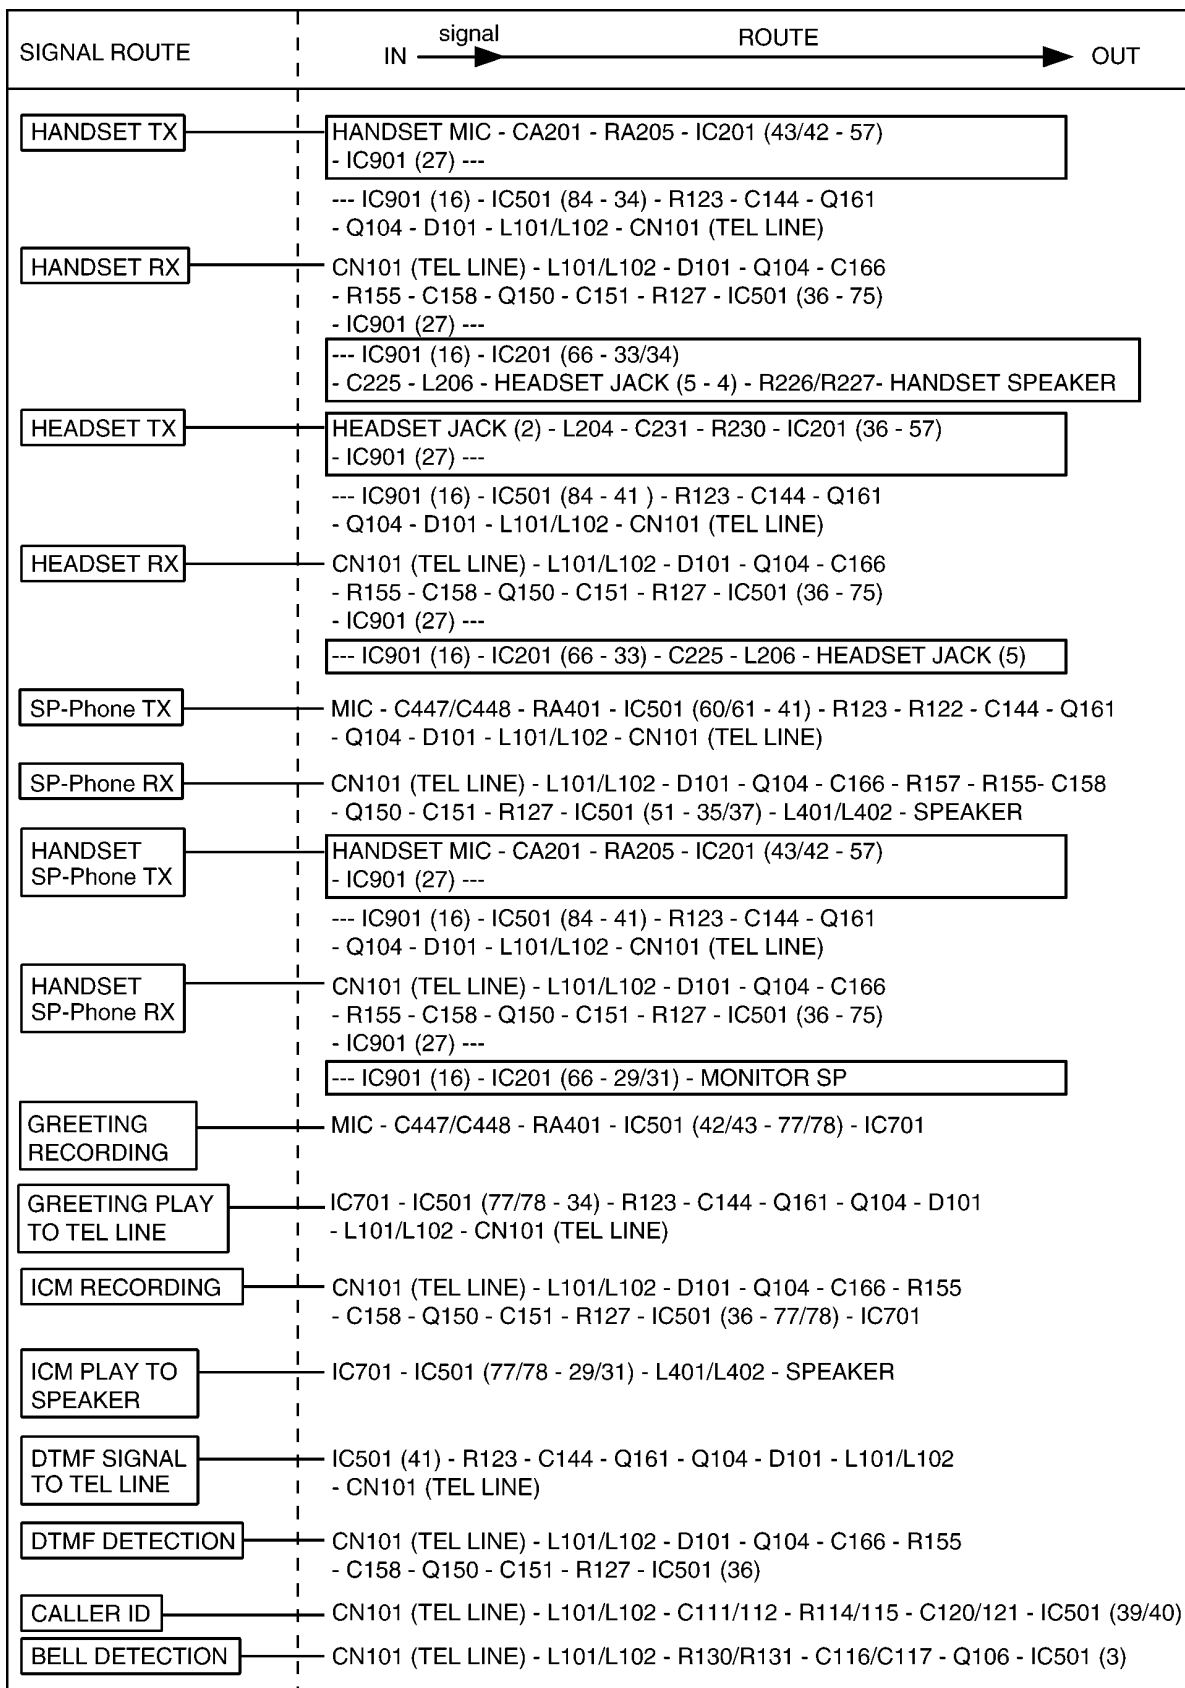 SIGNAL ROUTE
signal
IN
ROUTE
OUT
HANDSET TX
HANDSET MIC - CA201 - RA205 - IC201 (43/42 - 57)
- IC901 (27) ---
--- IC901 (16) - IC501 (84 - 34) - R123 - C144 - Q161
- Q104 - D101 - L101/L102 - CN101 (TEL LINE)
HANDSET RX
CN101 (TEL LINE) - L101/L102 - D101 - Q104 - C166
- R155 - C158 - Q150 - C151 - R127 - IC501 (36 - 75)
- IC901 (27) ---
--- IC901 (16) - IC201 (66 - 33/34)
- C225 - L206 - HEADSET JACK (5 - 4) - R226/R227- HANDSET SPEAKER
HEADSET TX
HEADSET JACK (2) - L204 - C231 - R230 - IC201 (36 - 57)
- IC901 (27) ---
--- IC901 (16) - IC501 (84 - 41 ) - R123 - C144 - Q161
- Q104 - D101 - L101/L102 - CN101 (TEL LINE)
HEADSET RX
CN101 (TEL LINE) - L101/L102 - D101 - Q104 - C166
- R155 - C158 - Q150 - C151 - R127 - IC501 (36 - 75)
- IC901 (27) ---
--- IC901 (16) - IC201 (66 - 33) - C225 - L206 - HEADSET JACK (5)
SP-Phone TX
MIC - C447/C448 - RA401 - IC501 (60/61 - 41) - R123 - R122 - C144 - Q161
- Q104 - D101 - L101/L102 - CN101 (TEL LINE)
SP-Phone RX
CN101 (TEL LINE) - L101/L102 - D101 - Q104 - C166 - R157 - R155- C158
- Q150 - C151 - R127 - IC501 (51 - 35/37) - L401/L402 - SPEAKER
HANDSET
SP-Phone TX
HANDSET MIC - CA201 - RA205 - IC201 (43/42 - 57)
- IC901 (27) ---
--- IC901 (16) - IC501 (84 - 41) - R123 - C144 - Q161
- Q104 - D101 - L101/L102 - CN101 (TEL LINE)
HANDSET
SP-Phone RX
CN101 (TEL LINE) - L101/L102 - D101 - Q104 - C166
- R155 - C158 - Q150 - C151 - R127 - IC501 (36 - 75)
- IC901 (27) ---
--- IC901 (16) - IC201 (66 - 29/31) - MONITOR SP
GREETING
RECORDING
MIC - C447/C448 - RA401 - IC501 (42/43 - 77/78) - IC701
GREETING PLAY
TO TEL LINE
IC701 - IC501 (77/78 - 34) - R123 - C144 - Q161 - Q104 - D101
- L101/L102 - CN101 (TEL LINE)
ICM RECORDING
CN101 (TEL LINE) - L101/L102 - D101 - Q104 - C166 - R155
- C158 - Q150 - C151 - R127 - IC501 (36 - 77/78) - IC701
ICM PLAY TO
SPEAKER
IC701 - IC501 (77/78 - 29/31) - L401/L402 - SPEAKER
DTMF SIGNAL
TO TEL LINE
IC501 (41) - R123 - C144 - Q161 - Q104 - D101 - L101/L102
- CN101 (TEL LINE)
DTMF DETECTION
CN101 (TEL LINE) - L101/L102 - D101 - Q104 - C166 - R155
- C158 - Q150 - C151 - R127 - IC501 (36)
CALLER ID
CN101 (TEL LINE) - L101/L102 - C111/112 - R114/115 - C120/121 - IC501 (39/40)
BELL DETECTION
CN101 (TEL LINE) - L101/L102 - R130/R131 - C116/C117 - Q106 - IC501 (3)